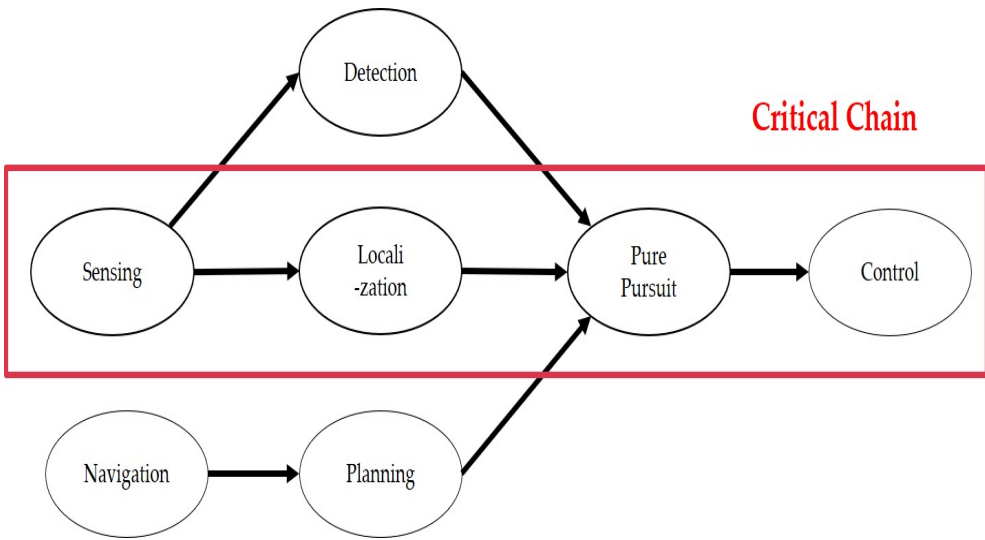 Detection
Critical Chain
Sensing
Locali
-zation
Pure
Pursuit
Control
Navigation
Planning